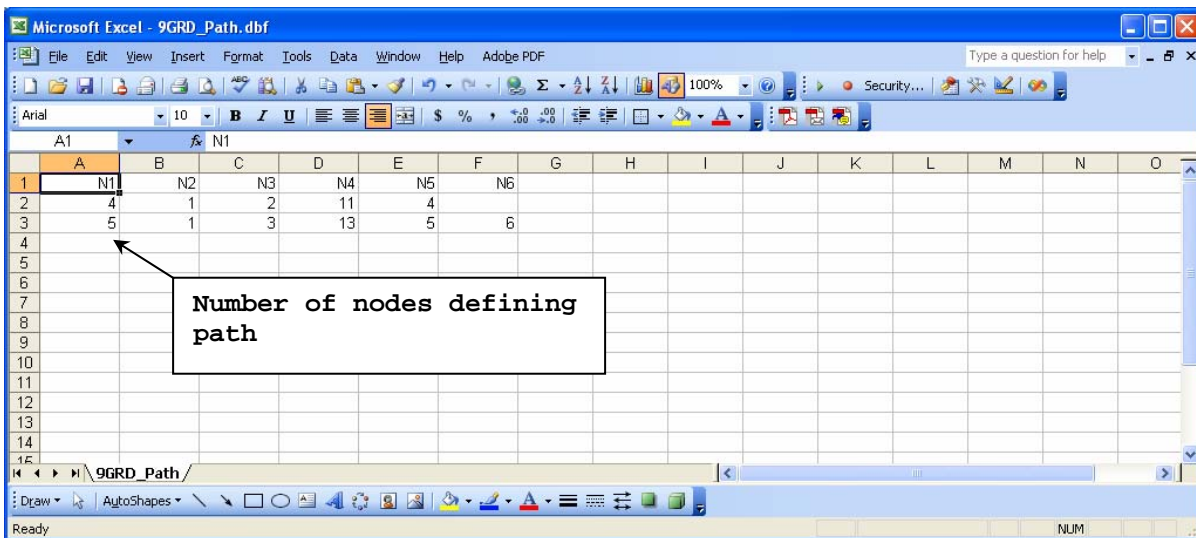 Microsoft Excel - 9GRD_Path.dbf
File Edit View Insert Format Tools Data Window Help Adobe PDF Type a question for help
100% Security...
Arial 10 B I U $ % ,
A1 fx N1
A B C D E F G H I J K L M N O
1 N1 N2 N3 N4 N5 N6
2 4 1 2 11 4
3 5 1 3 13 5 6
4
5
6
7
8
9
10
11
12
13
14
15
Number of nodes defining
path
9GRD_Path
Draw AutoShapes
Ready NUM